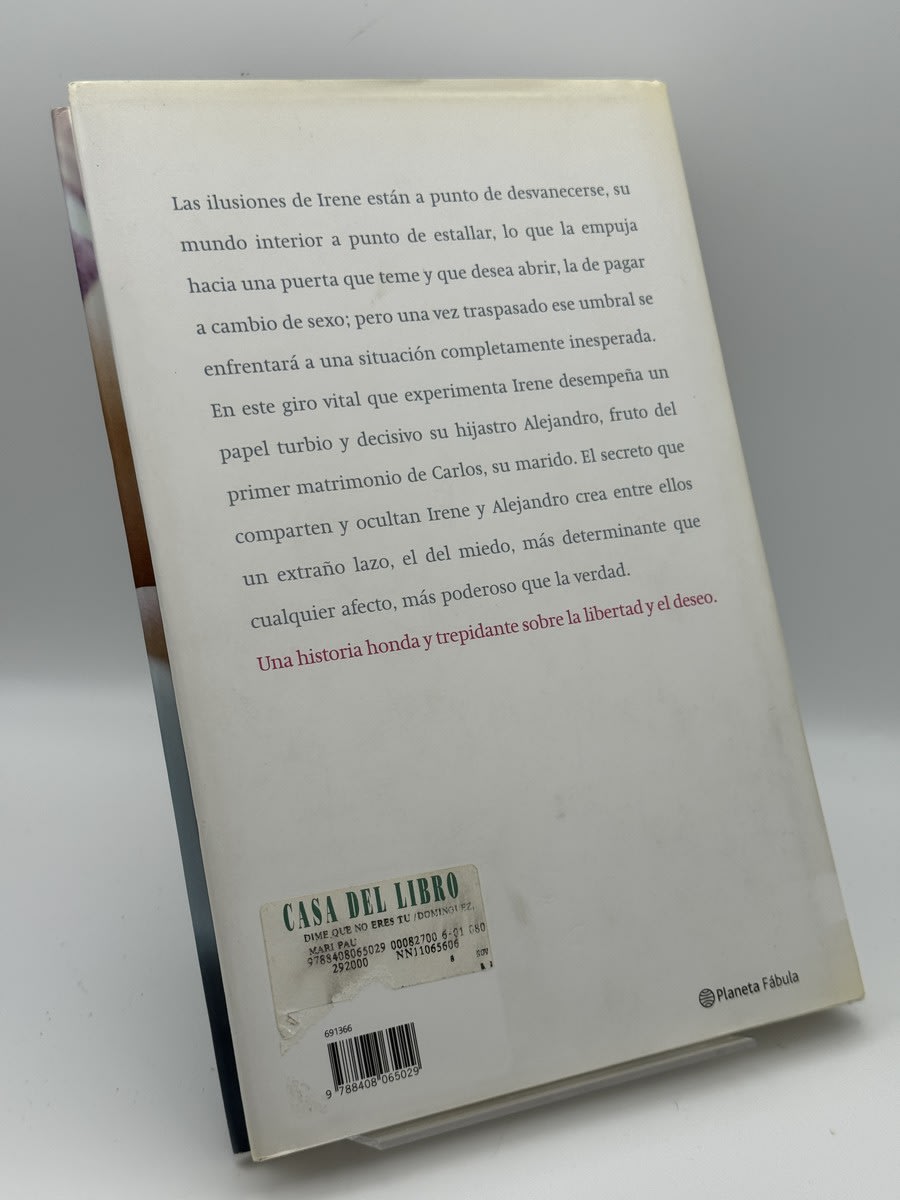 Las ilusiones de Irene están a punto de desvanecerse, su
mundo interior a punto de estallar, lo que la empuja
hacia una puerta que teme y que desea abrir, la de pagar
a cambio de sexo; pero una vez traspasado ese umbral se
enfrentará a una situación completamente inesperada.
En este giro vital que experimenta Irene desempeña un
papel turbio y decisivo su hijastro Alejandro, fruto del
primer matrimonio de Carlos, su marido. El secreto que
comparten y ocultan Irene y Alejandro crea entre ellos
un extraño lazo, el del miedo, más determinante que
cualquier afecto, más poderoso que la verdad.
Una historia honda y trepidante sobre la libertad y el deseo.
CASA DEL LIBRO
DIME QUE NO ERES TU /DOMINGUEZ,
MARI PAU
9788408065029 00082700 6-01 080
292000 NN11065606
8
691366
9 788408 065029
Planeta Fábula